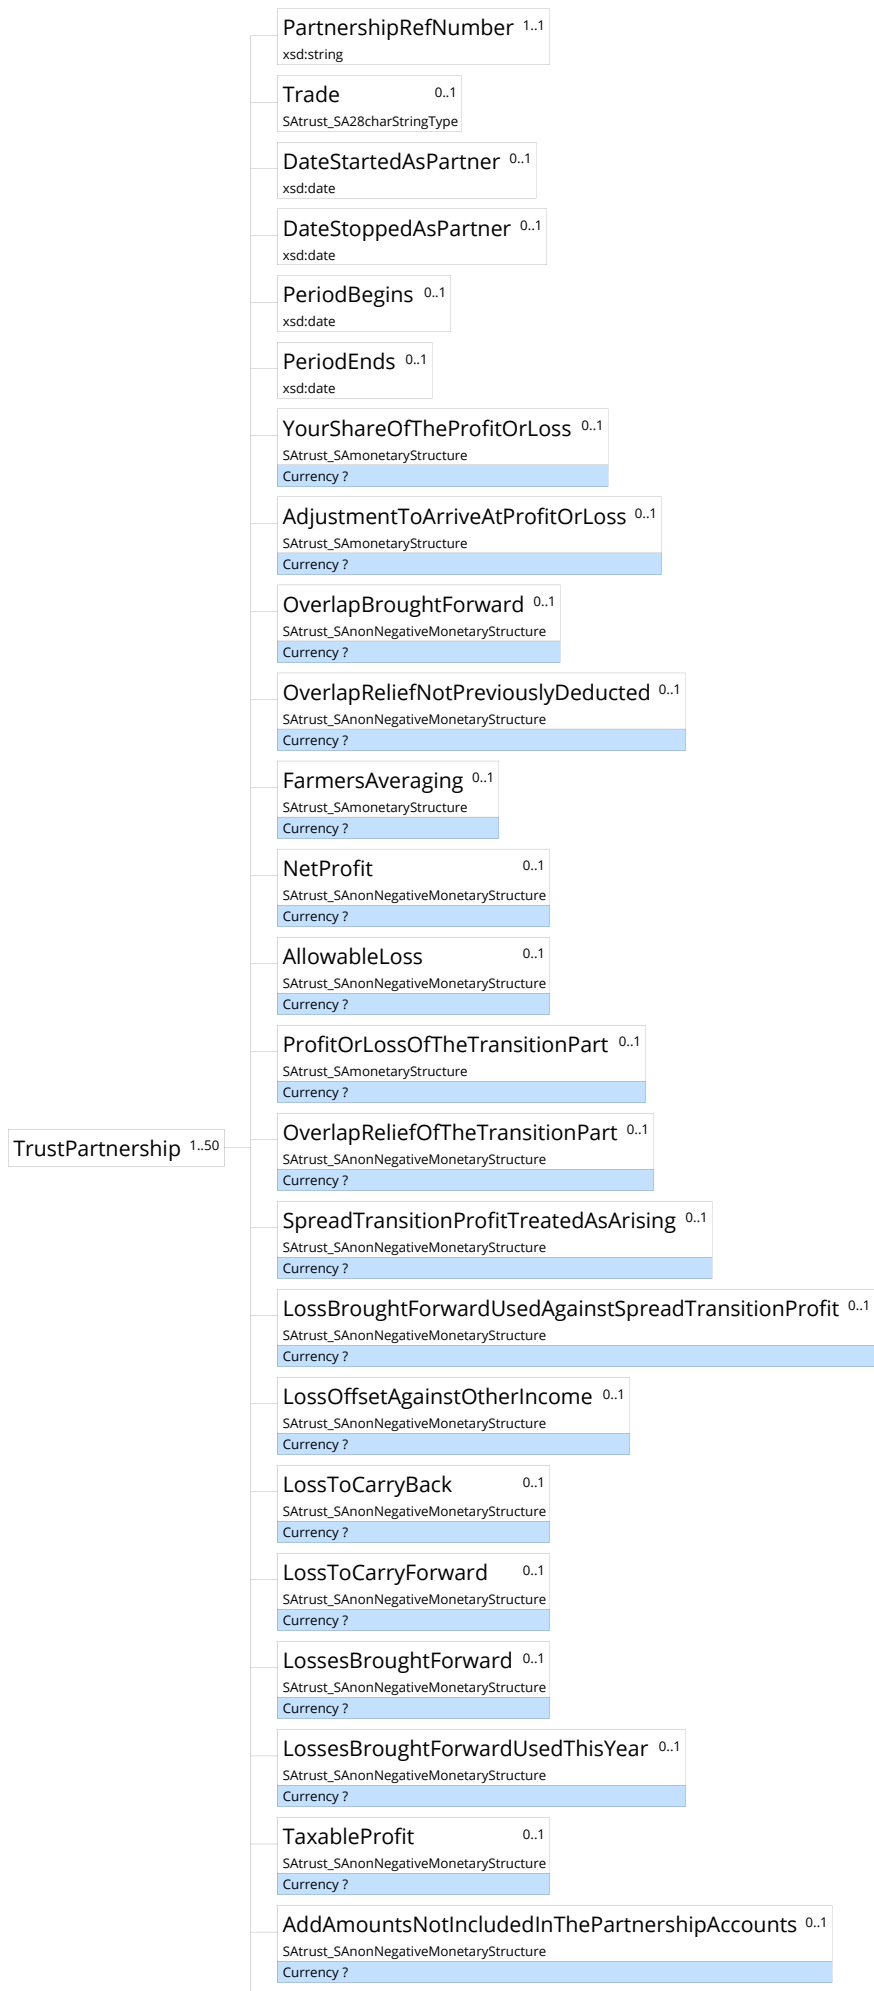 PartnershipRefNumber 1..1
xsd:string
Trade 0..1
SAtrust_SA28charStringType
DateStartedAsPartner 0..1
xsd:date
DateStoppedAsPartner 0..1
xsd:date
PeriodBegins 0..1
xsd:date
PeriodEnds 0..1
xsd:date
YourShareOfTheProfitOrLoss 0..1
SAtrust_SAmonetaryStructure
Currency ?
AdjustmentToArriveAtProfitOrLoss 0..1
SAtrust_SAmonetaryStructure
Currency ?
OverlapBroughtForward 0..1
SAtrust_SAnonNegativeMonetaryStructure
Currency ?
OverlapReliefNotPreviouslyDeducted 0..1
SAtrust_SAnonNegativeMonetaryStructure
Currency ?
FarmersAveraging 0..1
SAtrust_SAmonetaryStructure
Currency ?
NetProfit 0..1
SAtrust_SAnonNegativeMonetaryStructure
Currency ?
AllowableLoss 0..1
SAtrust_SAnonNegativeMonetaryStructure
Currency ?
ProfitOrLossOfTheTransitionPart 0..1
SAtrust_SAmonetaryStructure
Currency ?
TrustPartnership 1..50
OverlapReliefOfTheTransitionPart 0..1
SAtrust_SAnonNegativeMonetaryStructure
Currency ?
SpreadTransitionProfitTreatedAsArising 0..1
SAtrust_SAnonNegativeMonetaryStructure
Currency ?
LossBroughtForwardUsedAgainstSpreadTransitionProfit 0..1
SAtrust_SAnonNegativeMonetaryStructure
Currency ?
LossOffsetAgainstOtherIncome 0..1
SAtrust_SAnonNegativeMonetaryStructure
Currency ?
LossToCarryBack 0..1
SAtrust_SAnonNegativeMonetaryStructure
Currency ?
LossToCarryForward 0..1
SAtrust_SAnonNegativeMonetaryStructure
Currency ?
LossesBroughtForward 0..1
SAtrust_SAnonNegativeMonetaryStructure
Currency ?
LossesBroughtForwardUsedThisYear 0..1
SAtrust_SAnonNegativeMonetaryStructure
Currency ?
TaxableProfit 0..1
SAtrust_SAnonNegativeMonetaryStructure
Currency ?
AddAmountsNotIncludedInThePartnershipAccounts 0..1
SAtrust_SAnonNegativeMonetaryStructure
Currency ?